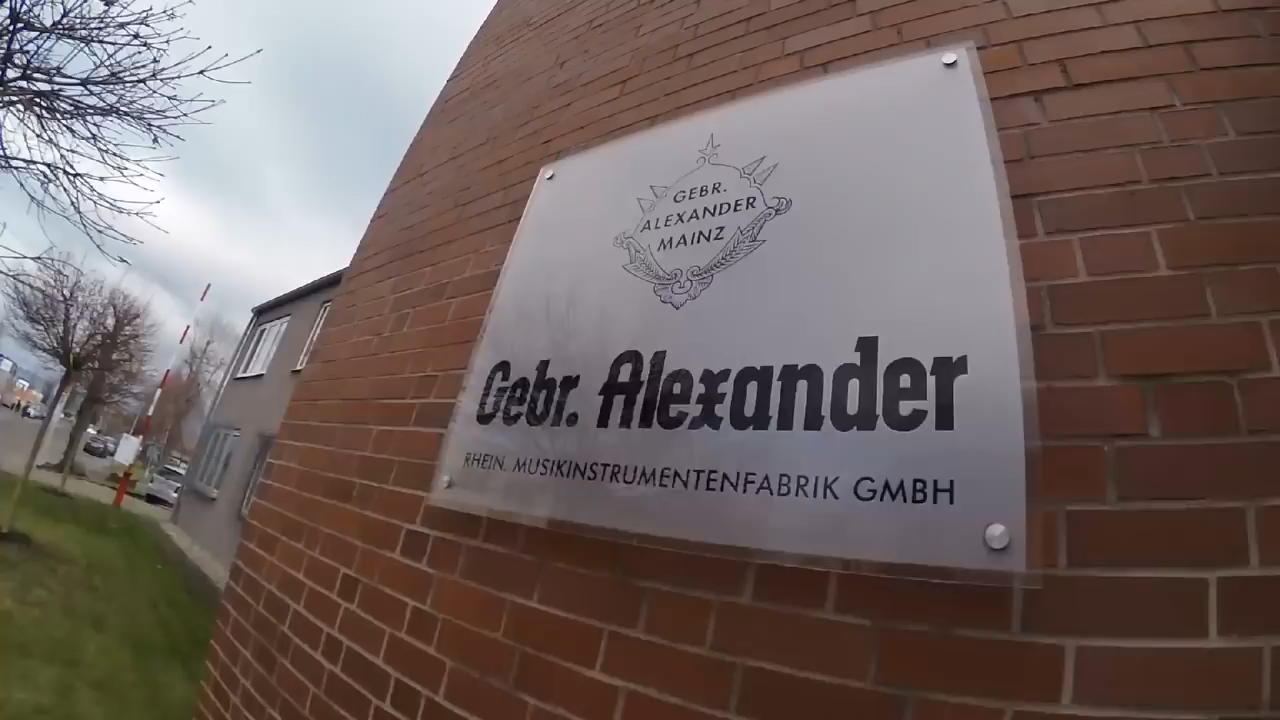 GEBR.
ALEXANDER
MAINZ
Gebr. Alexander
RHEIN. MUSIKINSTRUMENTENFABRIK GMBH